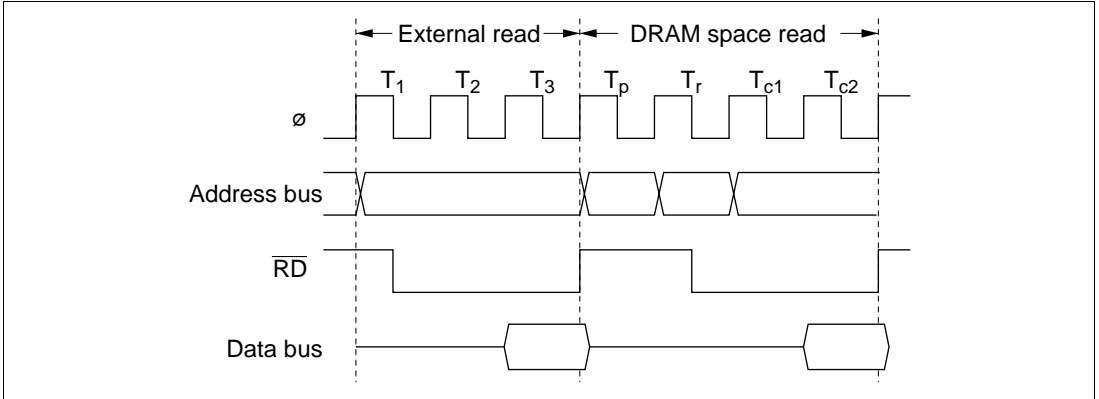 External read DRAM space read
T1 T2 T3 Tp Tr Tc1 Tc2
ø
Address bus
RD
Data bus